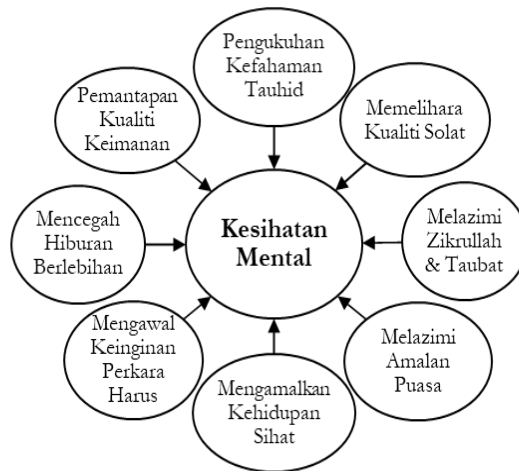 Pengukuhan
Kefahaman
Tauhid
Memelihara
Kualiti Solat
Melazimi
Zikrullah
& Taubat
Melazimi
Amalan
Puasa
Mengamalkan
Kehidupan
Sihat
Mengawal
Keinginan
Perkara
Harus
Mencegah
Hiburan
Berlebihan
Pemantapan
Kualiti
Keimanan
Kesihatan
Mental